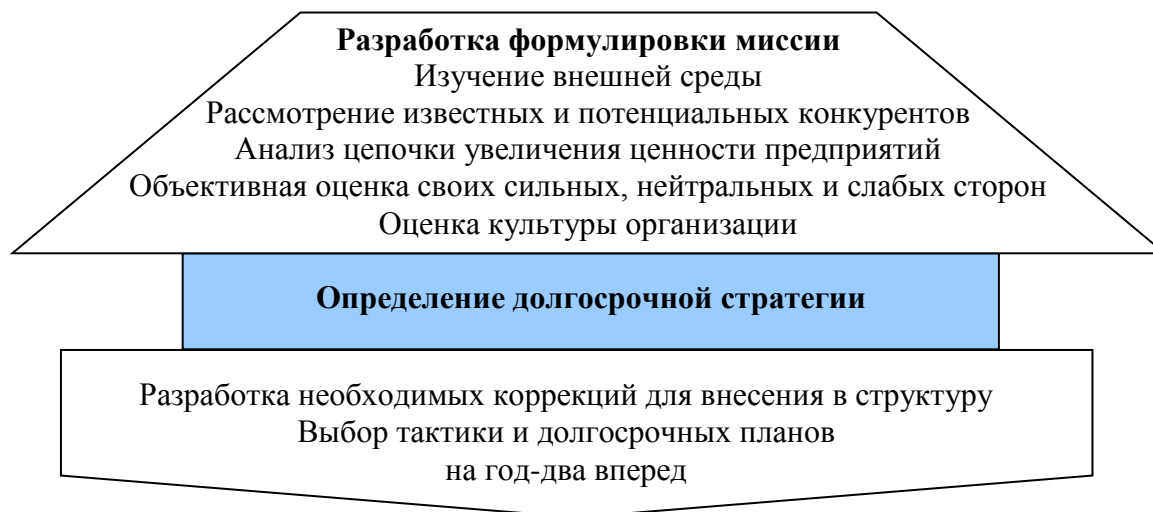 Разработка формулировки миссии
Изучение внешней среды
Рассмотрение известных и потенциальных конкурентов
Анализ цепочки увеличения ценности предприятий
Объективная оценка своих сильных, нейтральных и слабых сторон
Оценка культуры организации
Определение долгосрочной стратегии
Разработка необходимых коррекций для внесения в структуру
Выбор тактики и долгосрочных планов
на год-два вперед